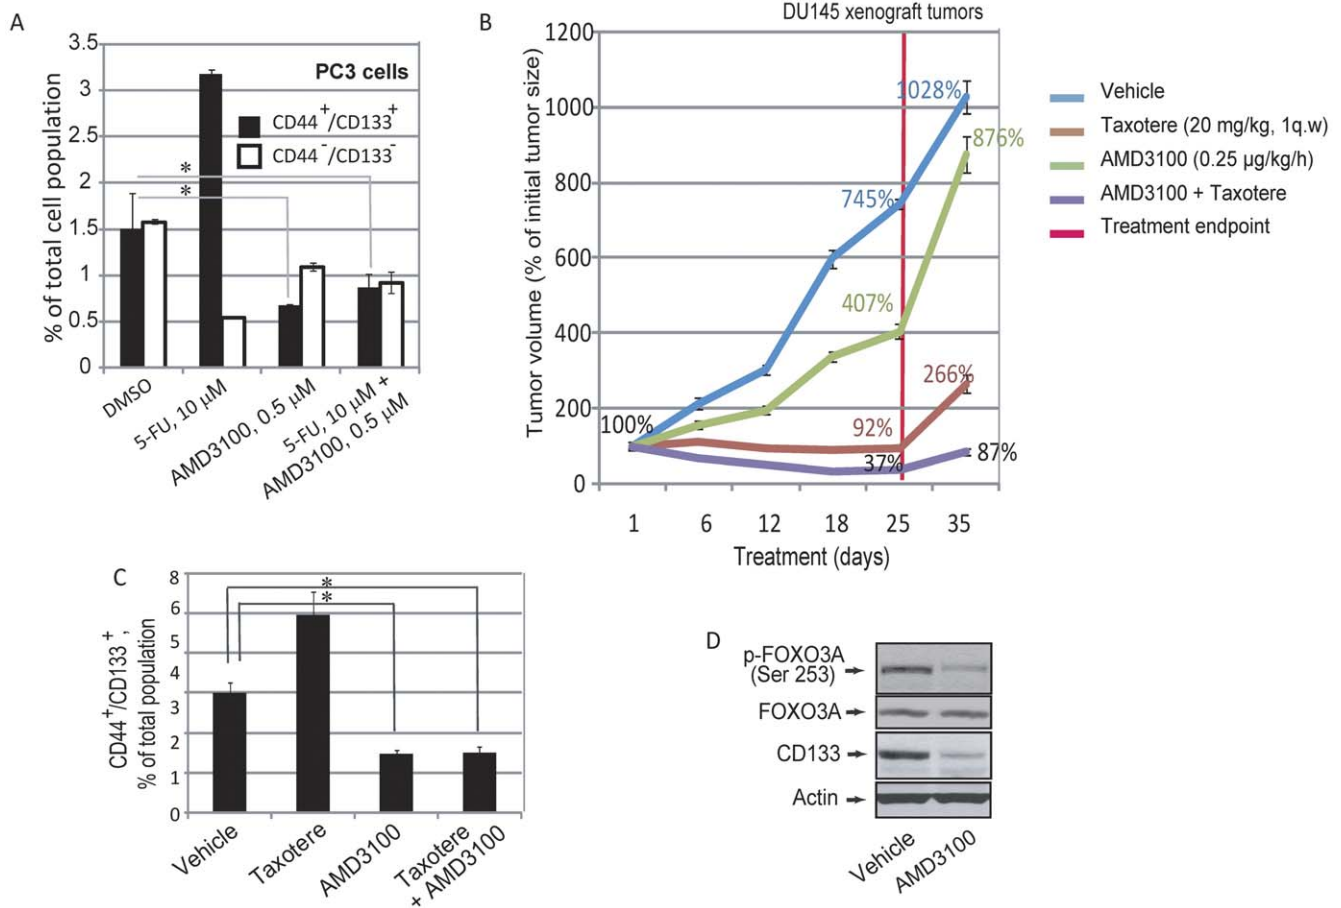 A
3.5
3
2.5
2
1.5
1
0.5
0
% of total cell population
PC3 cells
CD44+/CD133+
CD44-/CD133-
*
*
DMSO
5-FU, 10 µM
AMD3100, 0.5 µM
5-FU, 10 µM +
AMD3100, 0.5 µM
B
DU145 xenograft tumors
1200
1000
800
600
400
200
0
Tumor volume (% of initial tumor size)
100%
745%
1028%
407%
876%
92%
266%
37%
87%
1
6
12
18
25
35
Treatment (days)
Vehicle
Taxotere (20 mg/kg, 1q.w)
AMD3100 (0.25 µg/kg/h)
AMD3100 + Taxotere
Treatment endpoint
C
8
6
5
4
3
2
1
0
CD44+/CD133+,
% of total population
*
*
Vehicle
Taxotere
AMD3100
Taxotere
+ AMD3100
D
p-FOXO3A
(Ser 253)
FOXO3A
CD133
Actin
Vehicle
AMD3100